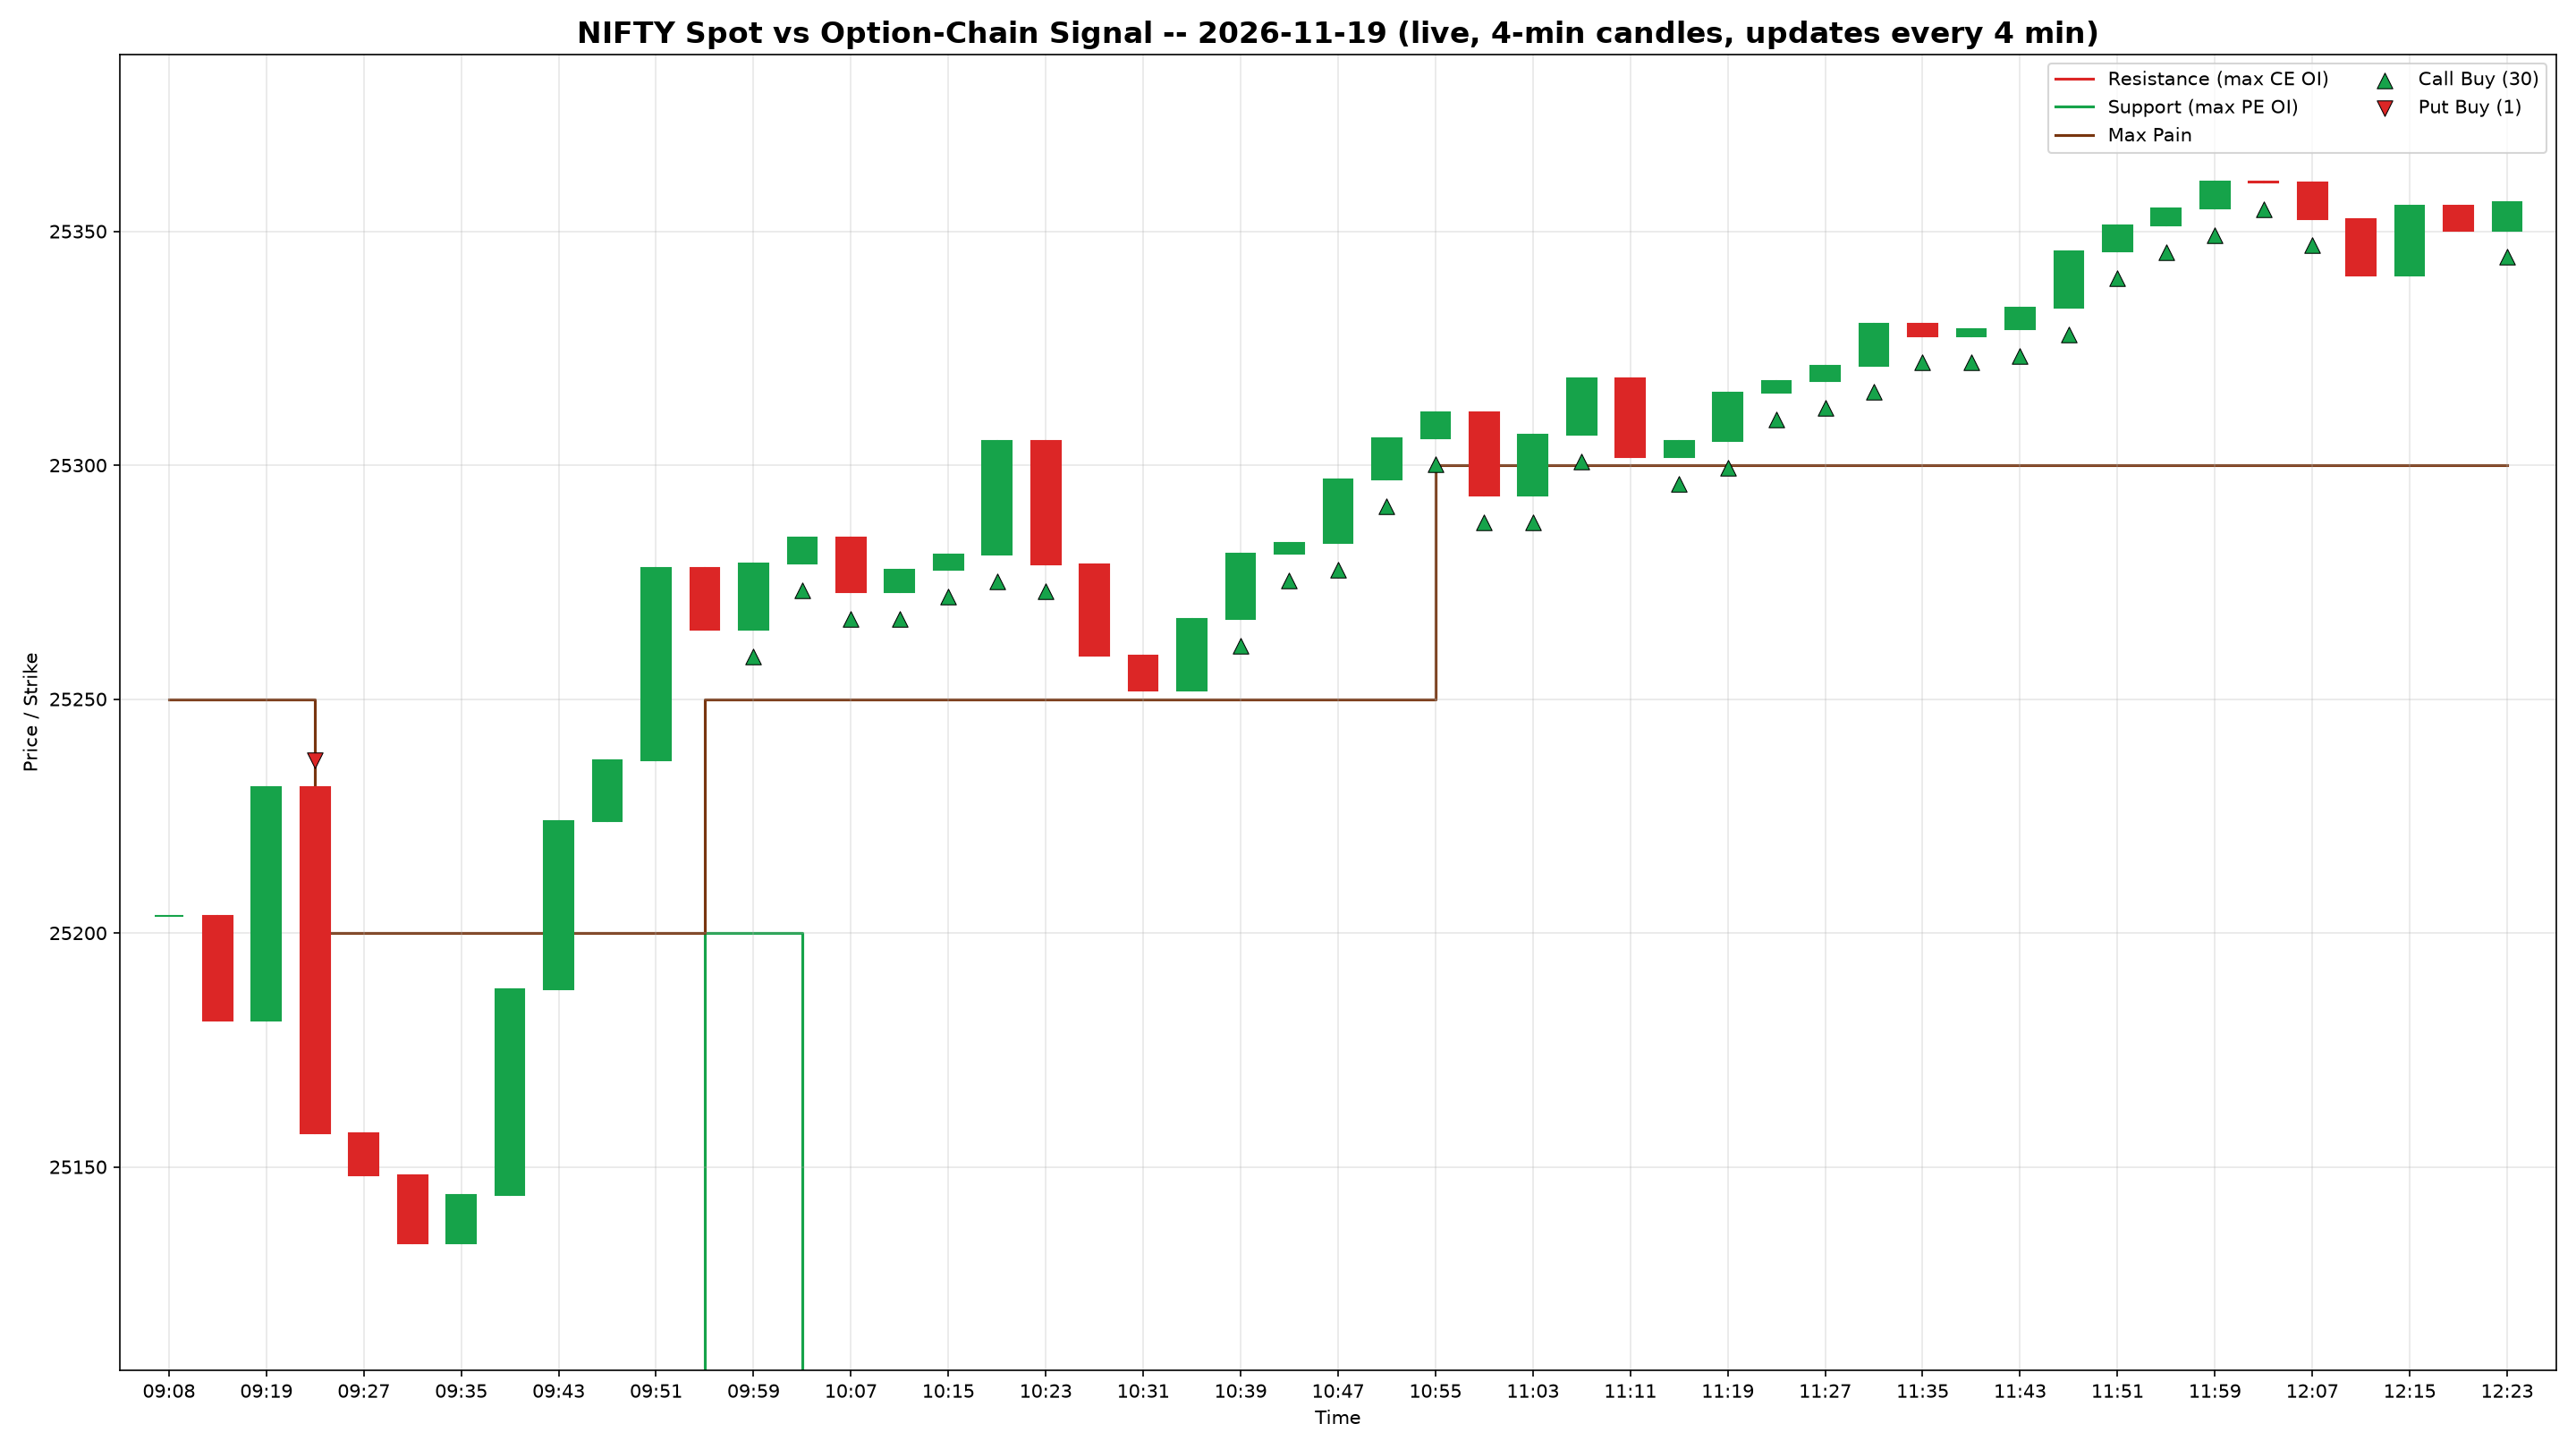 NIFTY Spot vs Option-Chain Signal -- 2026-11-19 (live, 4-min candles, updates every 4 min)
Resistance (max CE OI)
Support (max PE OI)
Max Pain
Call Buy (30)
Put Buy (1)
Price / Strike
25350
25300
25250
25200
25150
09:08 09:19 09:27 09:35 09:43 09:51 09:59 10:07 10:15 10:23 10:31 10:39 10:47 10:55 11:03 11:11 11:19 11:27 11:35 11:43 11:51 11:59 12:07 12:15 12:23
Time